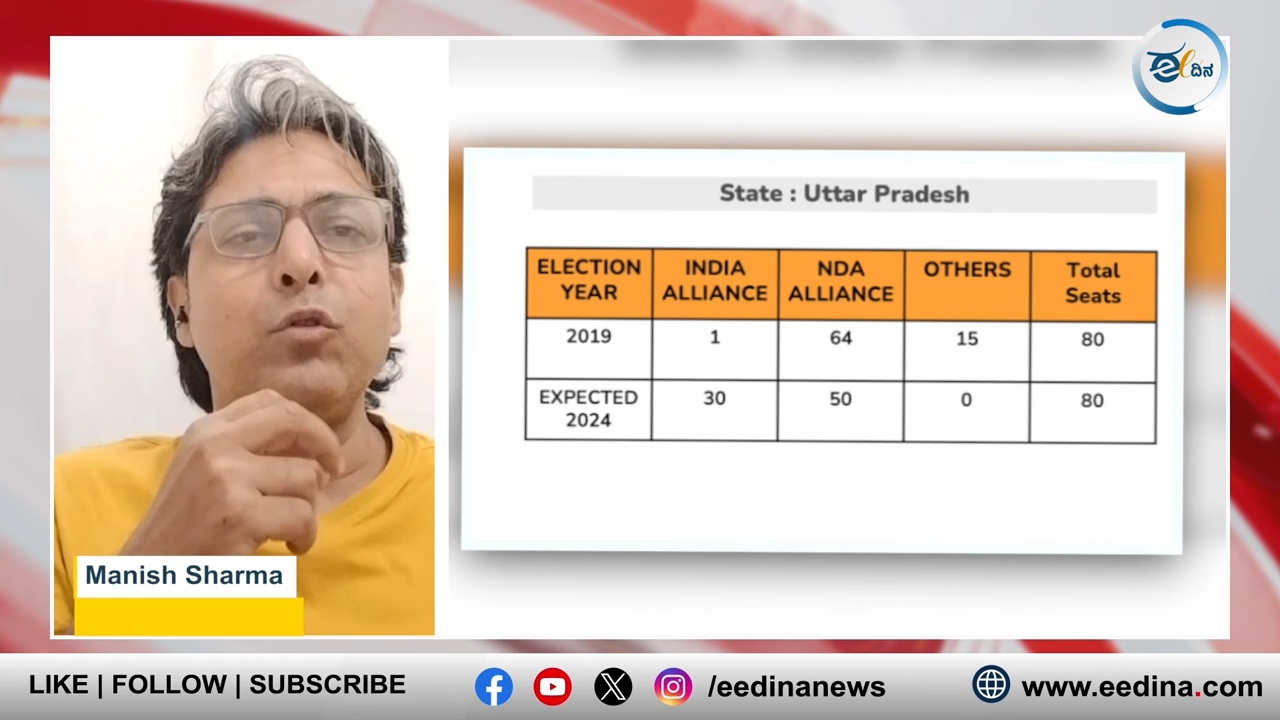 eeದಿನ
State : Uttar Pradesh
ELECTION YEAR INDIA ALLIANCE NDA ALLIANCE OTHERS Total Seats
2019 1 64 15 80
EXPECTED 2024 30 50 0 80
Manish Sharma
LIKE | FOLLOW | SUBSCRIBE /eedinanews www.eedina.com